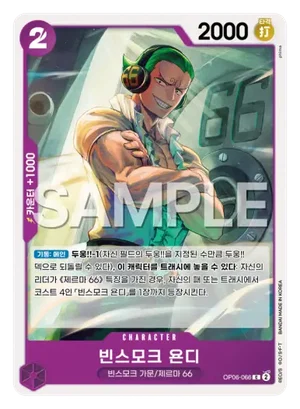 2
2000
打
66
카운터 +1000
SAMPLE
기동: 메인 두웅!!-1(자신 필드의 두웅!!을 지정된 수만큼 두웅!!
덱으로 되돌릴 수 있다), 이 캐릭터를 트래시에 놓을 수 있다: 자신의
리더가 《제르마 66》 특징을 가진 경우, 자신의 패 또는 트래시에서
코스트 4인 「빈스모크 욘디」를 1장까지 등장시킨다.
CHARACTER
빈스모크 욘디
빈스모크 가문/제르마 66
OP06-068 C 2